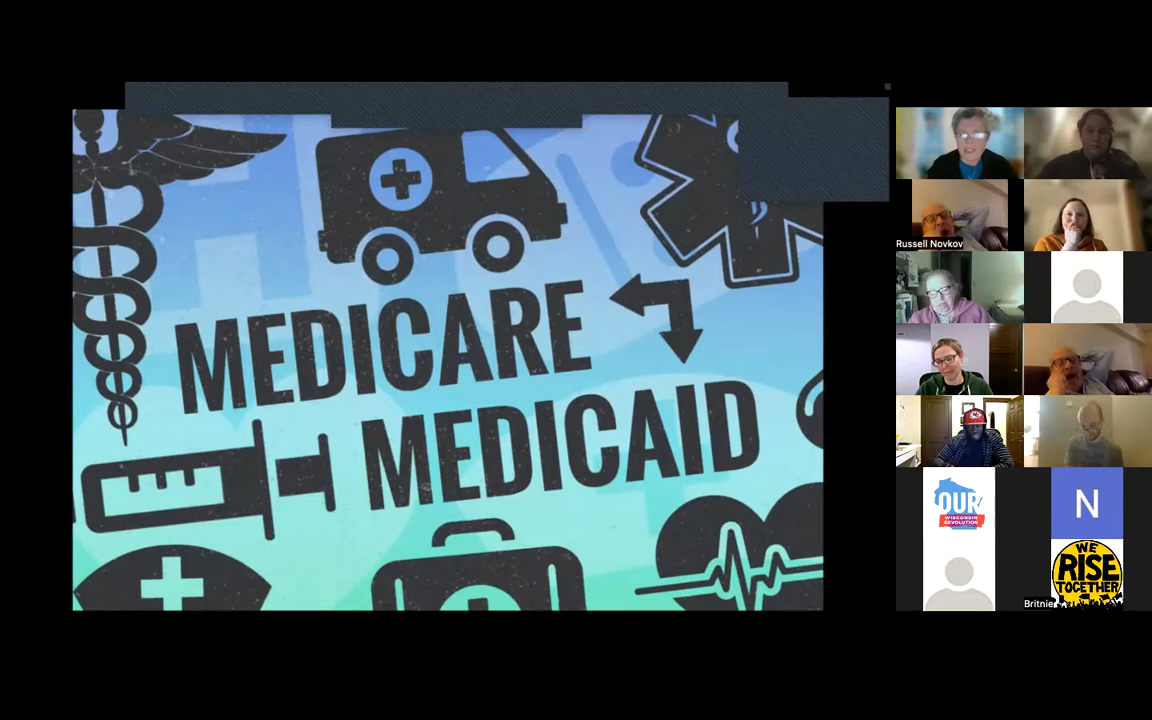 MEDICARE
MEDICAID
Russell Novkov
OUR
WISCONSIN
REVOLUTION
N
WE
RISE
TOGETHER
Britnie